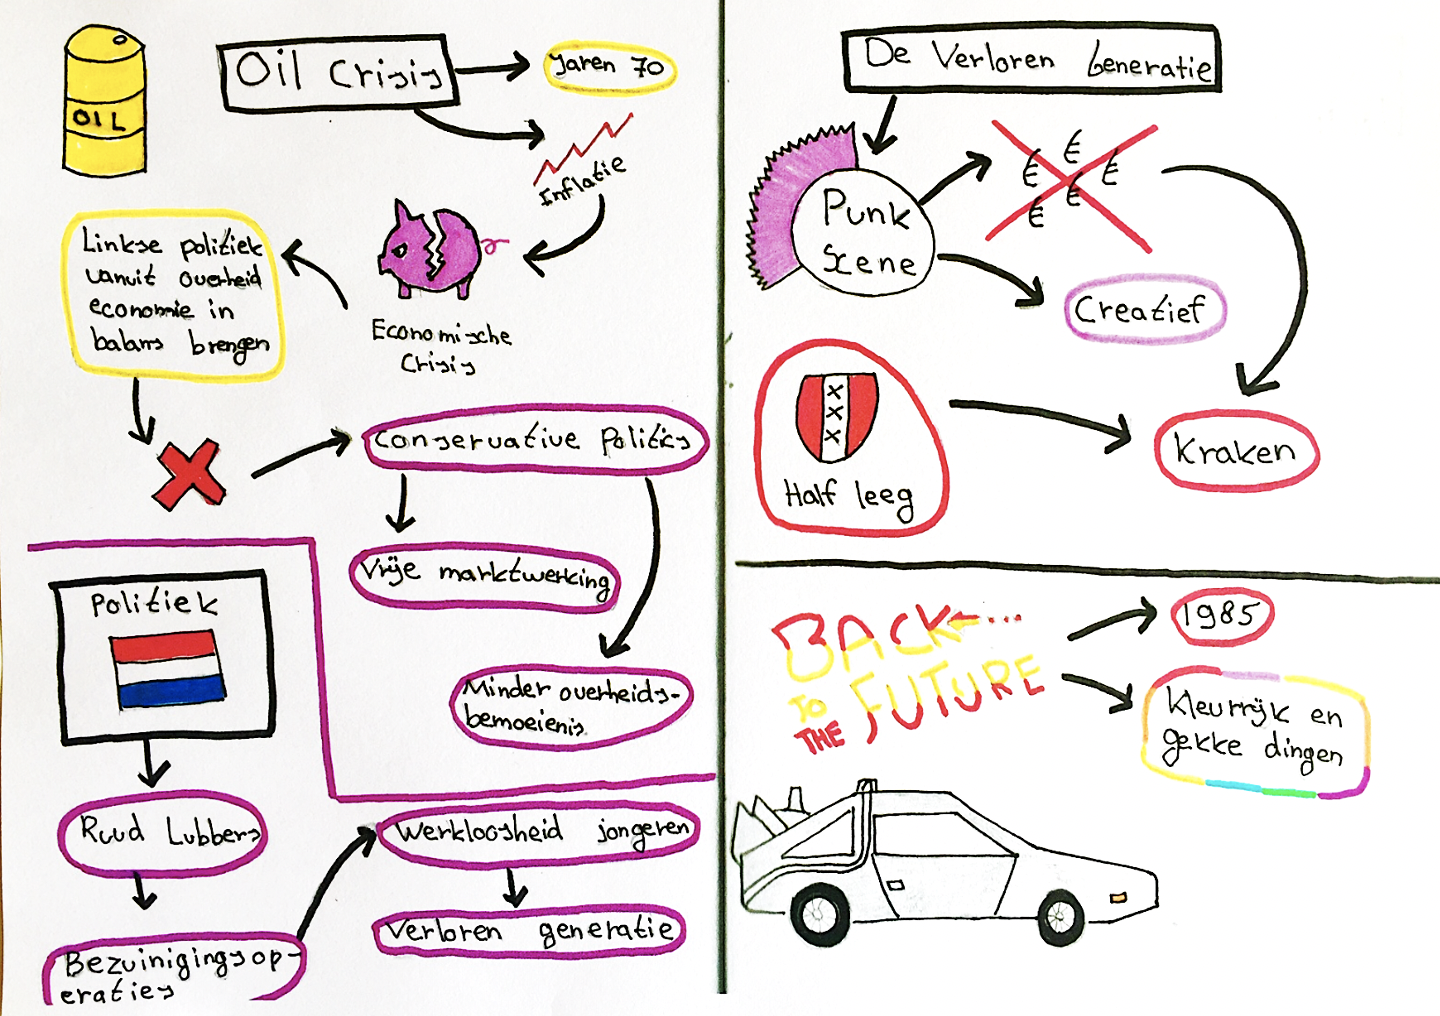 OIL
Oil Crisis
Jaren 70
Inflatie
Economische
Crisis
Linkse politiek
vanuit overheid
economie in
balans brengen
Conservative politics
Vrije marktwerking
Minder overheids-
bemoeienis
Politiek
Ruud Lubbers
Bezuinigingsop-
eraties
Werkloosheid jongeren
Verloren generatie
De Verloren Generatie
Punk
Scene
€ € € € €
Creatief
XXX
Half leeg
Kraken
BACK
TO
THE FUTURE
1985
Kleurrijk en
gekke dingen